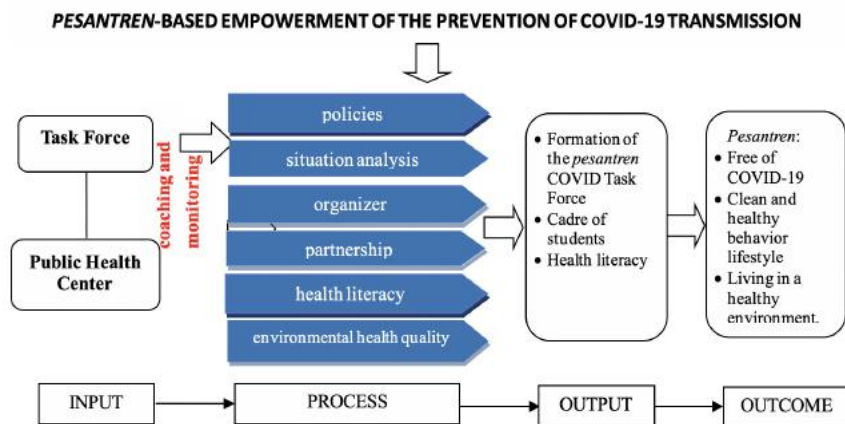 PESANTREN-BASED EMPOWERMENT OF THE PREVENTION OF COVID-19 TRANSMISSION
Task Force
Public Health
Center
coaching and
monitoring
policies
situation analysis
organizer
partnership
health literacy
environmental health quality
• Formation of
the pesantren
COVID Task
Force
• Cadre of
students
• Health literacy
Pesantren:
• Free of
COVID-19
• Clean and
healthy
behavior
lifestyle
• Living in a
healthy
environment.
INPUT
PROCESS
OUTPUT
OUTCOME